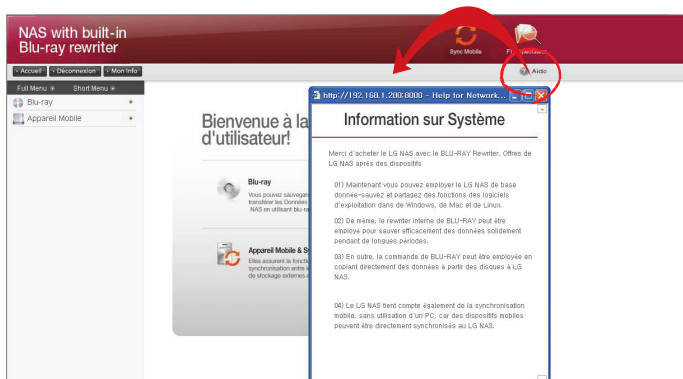 NAS with built-in
Blu-ray rewriter
Sync Mobile
Accueil Déconnexion Mon Info
Aide
Full Menu Short Menu
Blu-ray
Appareil Mobile
Bienvenue à la
d'utilisateur!
Blu-ray
Vous pouvez sauvegar
transférer les Données
NAS en utilisant blu-ra
Appareil Mobile & S
Elles assurent la foncti
synchronisation entre l
de stockage externes
http://192.168.1.200:8000 - Help for Network...
Information sur Système
Merci d'acheter le LG NAS avec le BLU-RAY Rewriter. Offres de
LG NAS après des dispositifs
01) Maintenant vous pouvez employer le LG NAS de base
donnée-sauvez et partagez des fonctions des logiciels
d'exploitation dans de Windows, de Mac et de Linux.
02) De même, le rewriter interne de BLU-RAY peut être
employé pour sauver efficacement des données solidement
pendant de longues périodes.
03) En outre, la commande de BLU-RAY peut être employée en
copiant directement des données à partir des disques à LG
NAS.
04) Le LG NAS tient compte également de la synchronisation
mobile, sans utilisation d'un PC, car des dispositifs mobiles
peuvent être directement synchronisés au LG NAS.